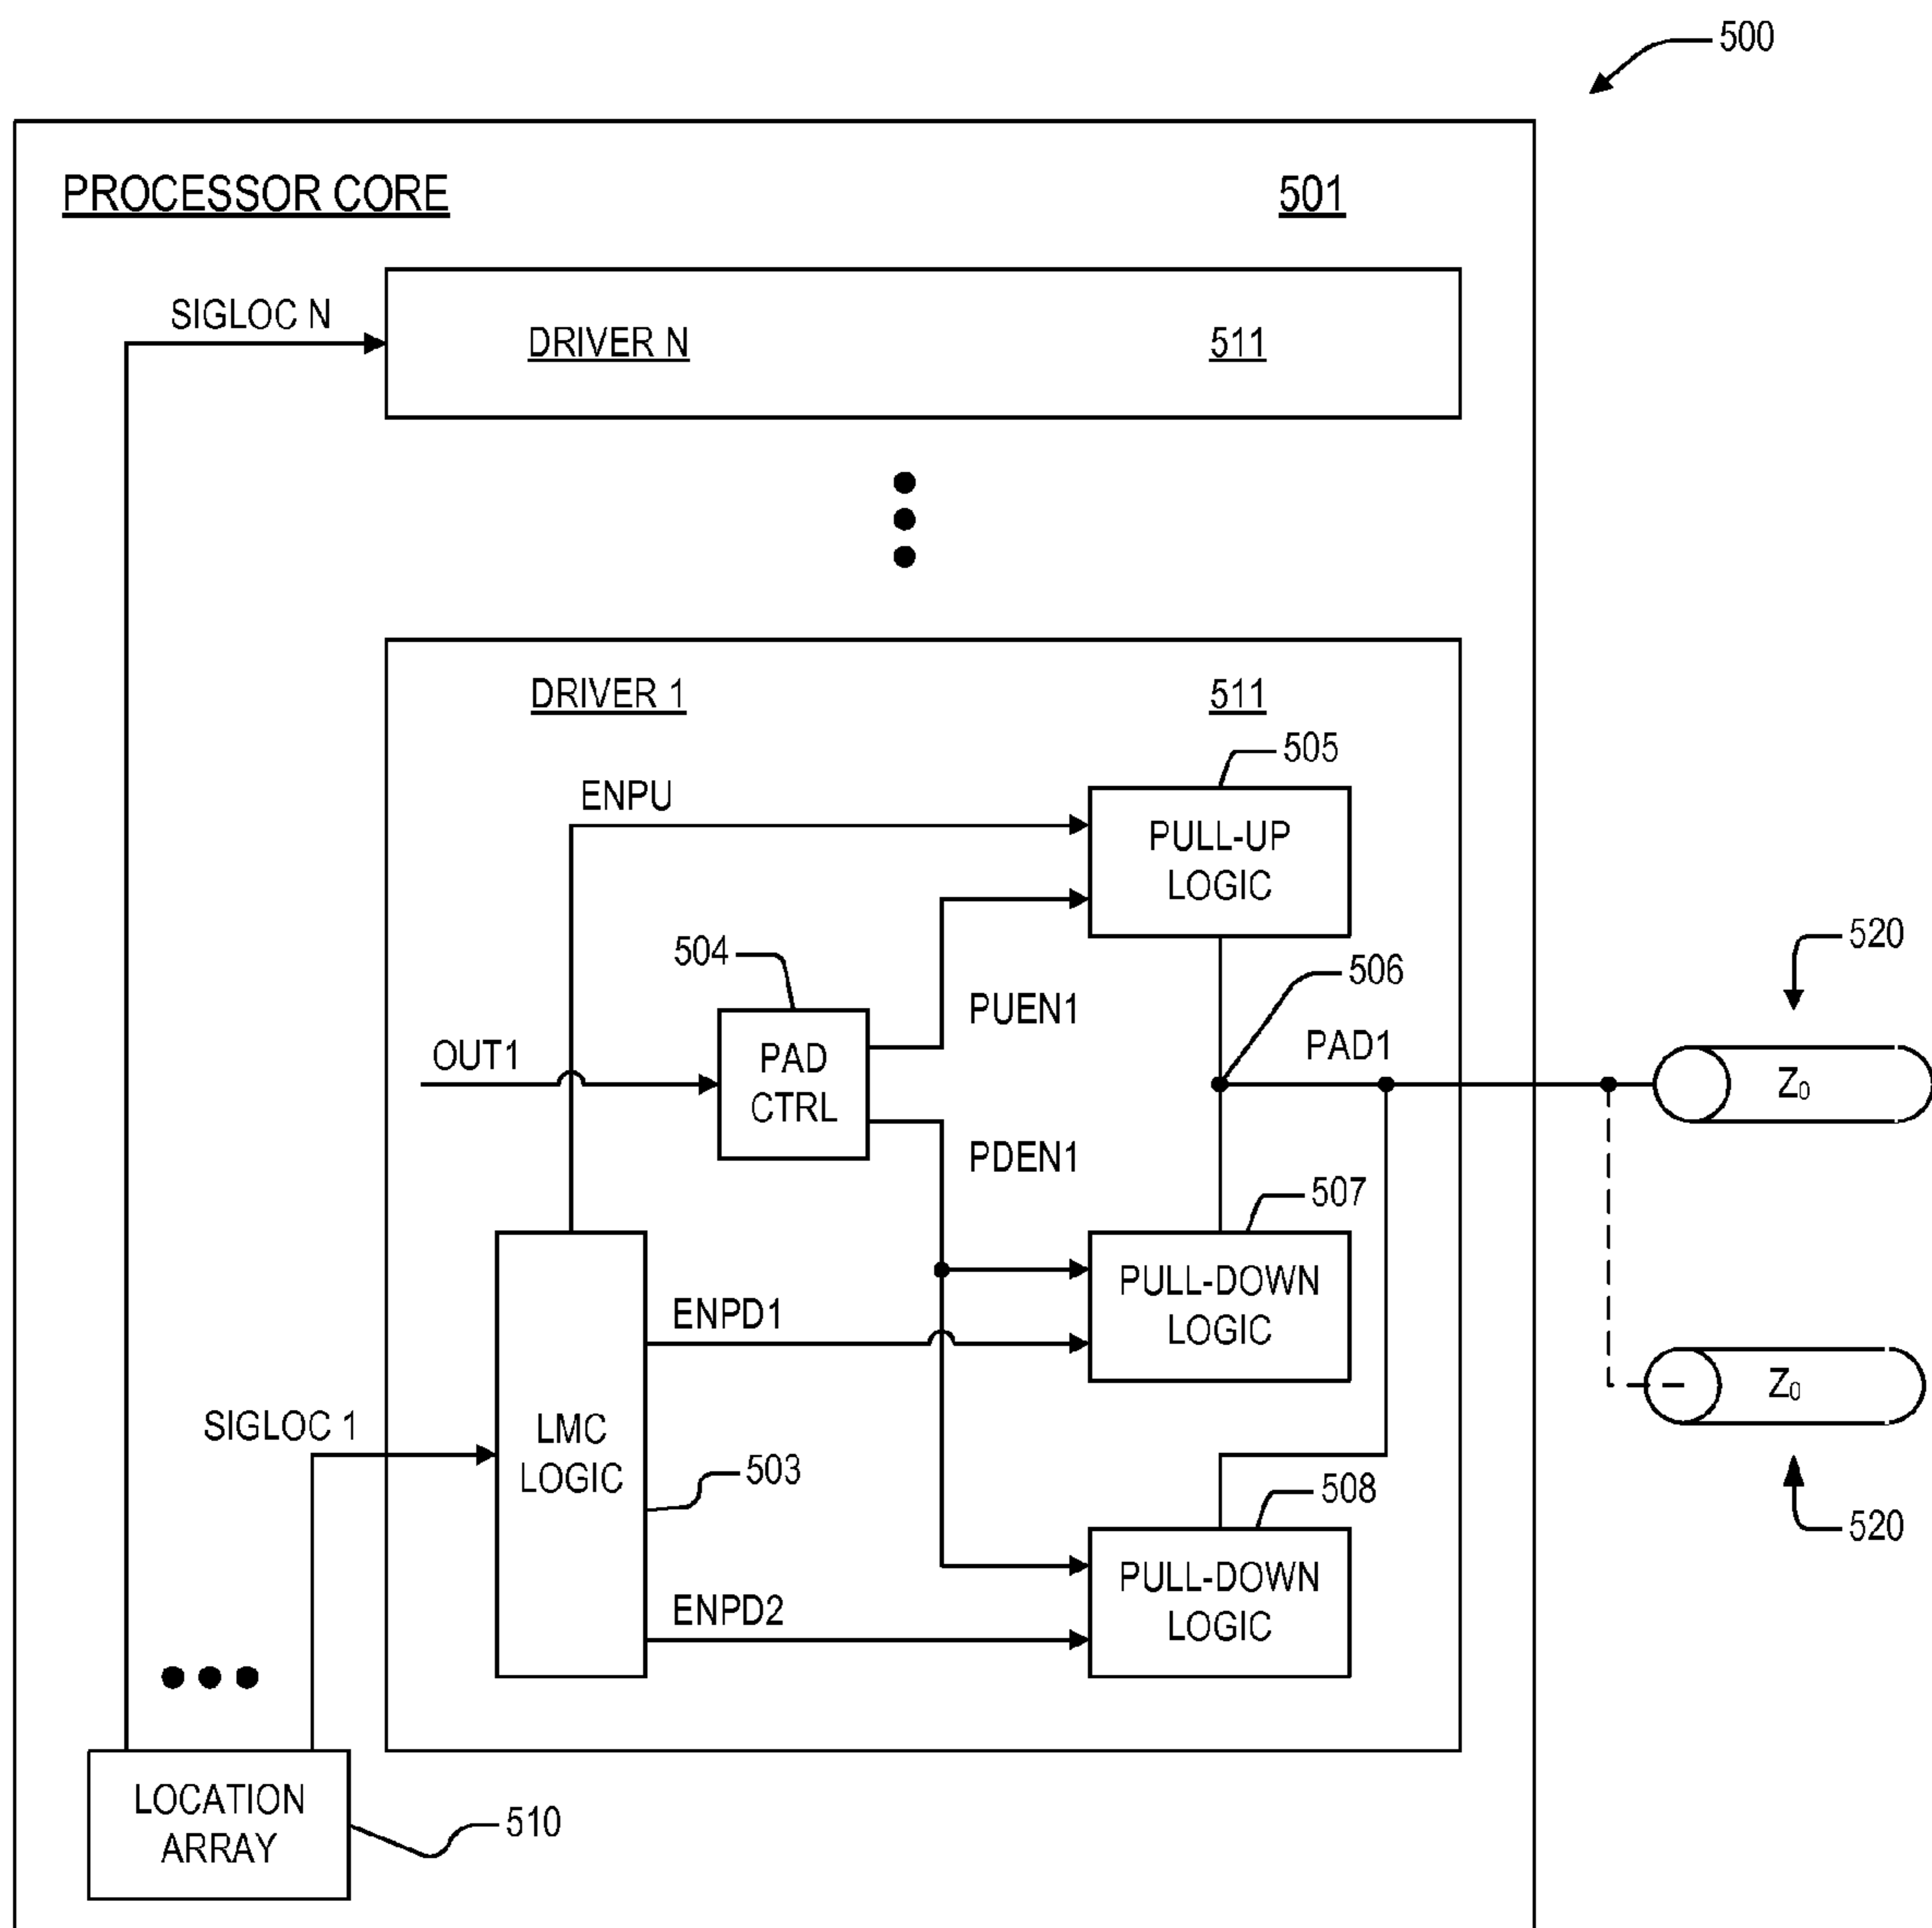 500
PROCESSOR CORE 501
SIGLOC N
DRIVER N 511
DRIVER 1 511
505
ENPU
PULL-UP
LOGIC
504
506
520
PUEN1
OUT1
PAD
CTRL
PAD1
Z0
PDEN1
507
PULL-DOWN
LOGIC
ENPD1
Z0
SIGLOC 1
LMC
LOGIC
503
508
520
PULL-DOWN
LOGIC
ENPD2
LOCATION
ARRAY
510